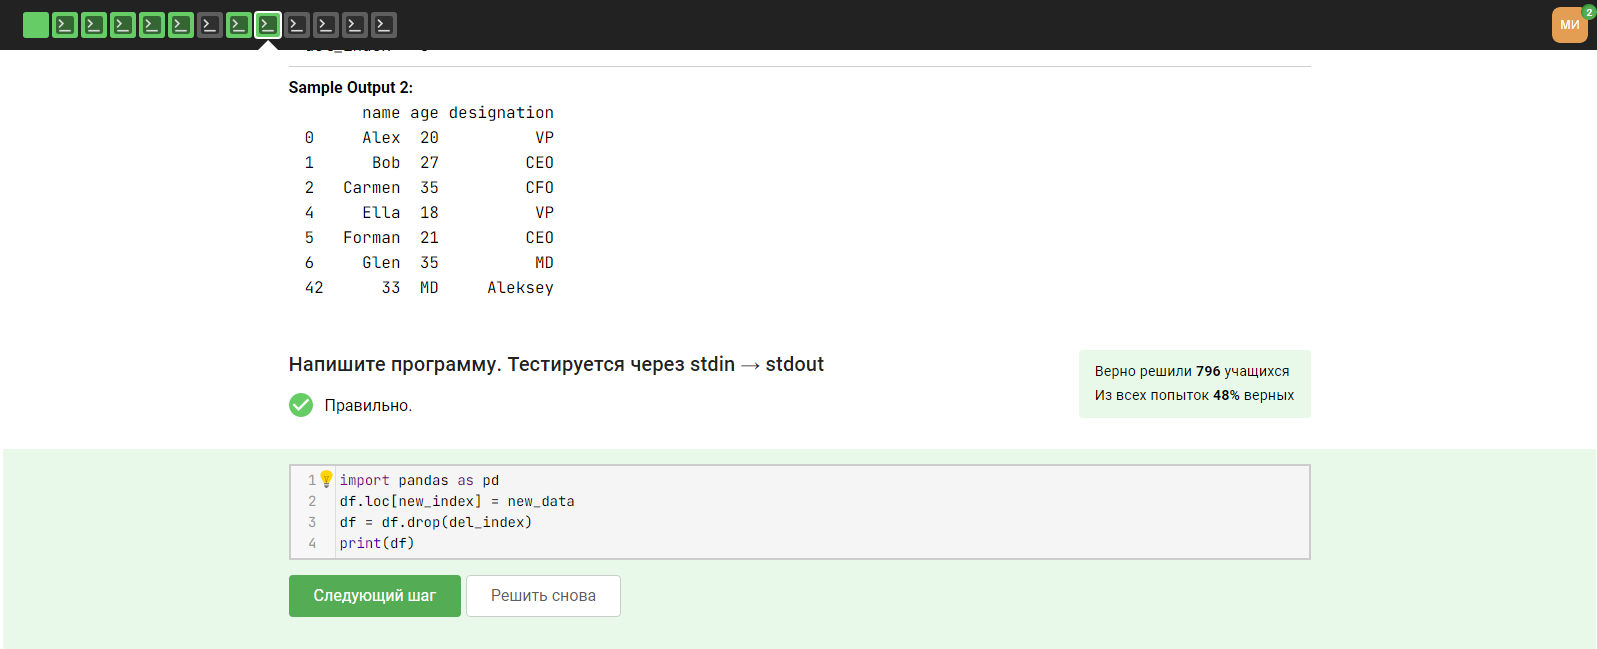 МИ
2
Sample Output 2:
name age designation
0 Alex 20 VP
1 Bob 27 CEO
2 Carmen 35 CFO
4 Ella 18 VP
5 Forman 21 CEO
6 Glen 35 MD
42 33 MD Aleksey
Напишите программу. Тестируется через stdin → stdout
Верно решили 796 учащихся
Из всех попыток 48% верных
Правильно.
1 import pandas as pd
2 df.loc[new_index] = new_data
3 df = df.drop(del_index)
4 print(df)
Следующий шаг
Решить снова